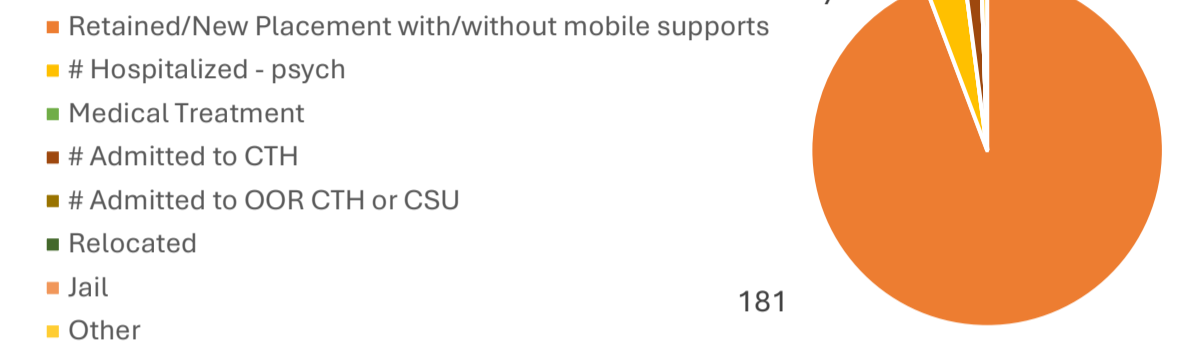 Retained/New Placement with/without mobile supports
# Hospitalized - psych
Medical Treatment
# Admitted to CTH
# Admitted to OOR CTH or CSU
Relocated
Jail
181
Other